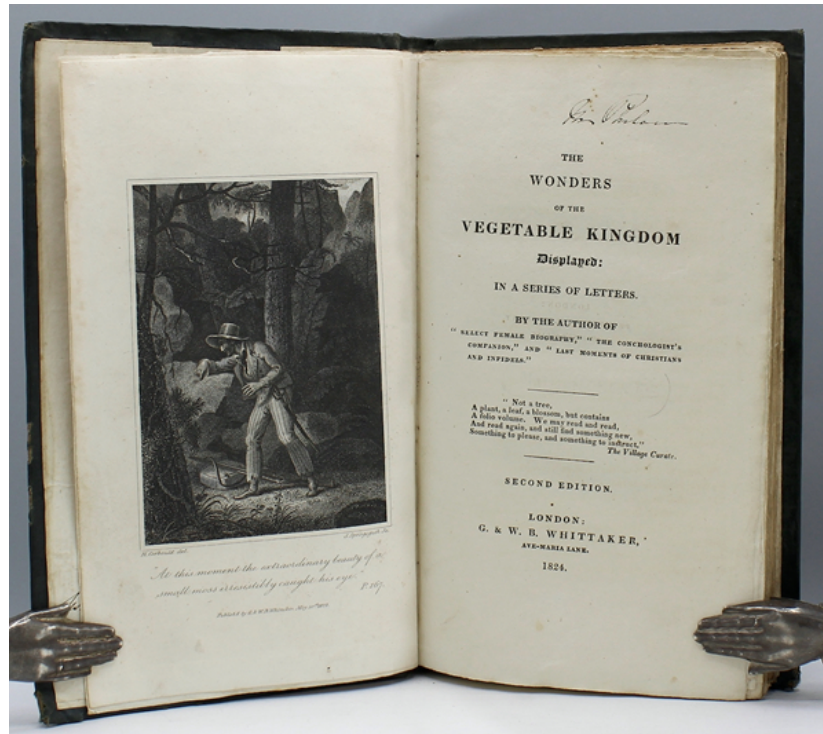 "At this moment the extraordinary beauty of a
small moss irresistibly caught his eye."
P. 167.
THE
WONDERS
OF THE
VEGETABLE KINGDOM
Displayed:
IN A SERIES OF LETTERS.
BY THE AUTHOR OF
"SELECT FEMALE BIOGRAPHY," "THE CONCHOLOGIST'S
COMPANION," AND "LAST MOMENTS OF CHRISTIANS
AND INFIDELS."
"Not a tree,
A plant, a leaf, a blossom, but contains
A folio volume. We may read and read,
And read again, and still find something new,
Something to please, and something to instruct,"
The Village Curate.
SECOND EDITION.
LONDON:
G. & W. B. WHITTAKER,
AVE-MARIA LANE.
1824.